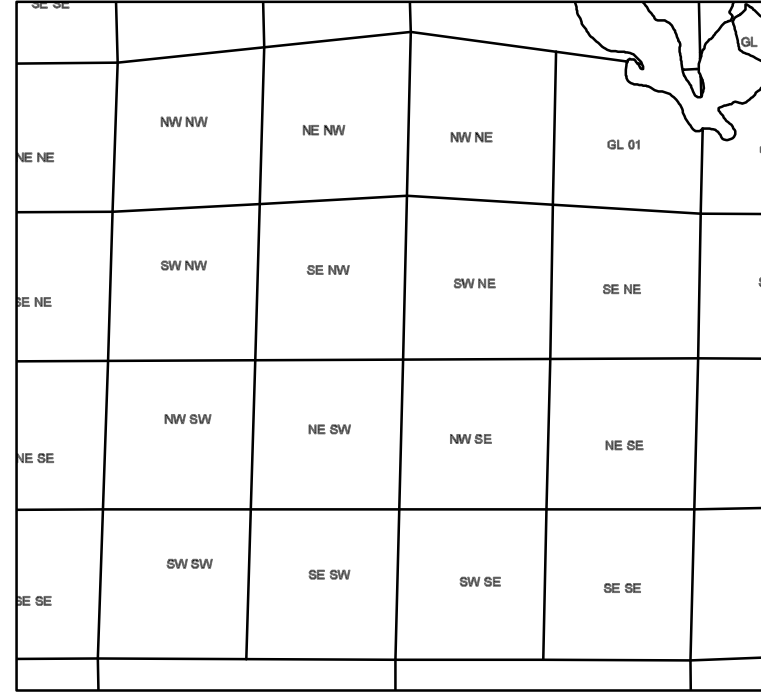 SE SE
GL
NW NW
NE NW
NW NE
GL 01
NE NE
SW NW
SE NW
SW NE
SE NE
SE NE
NW SW
NE SW
NW SE
NE SE
NE SE
SW SW
SE SW
SW SE
SE SE
SE SE